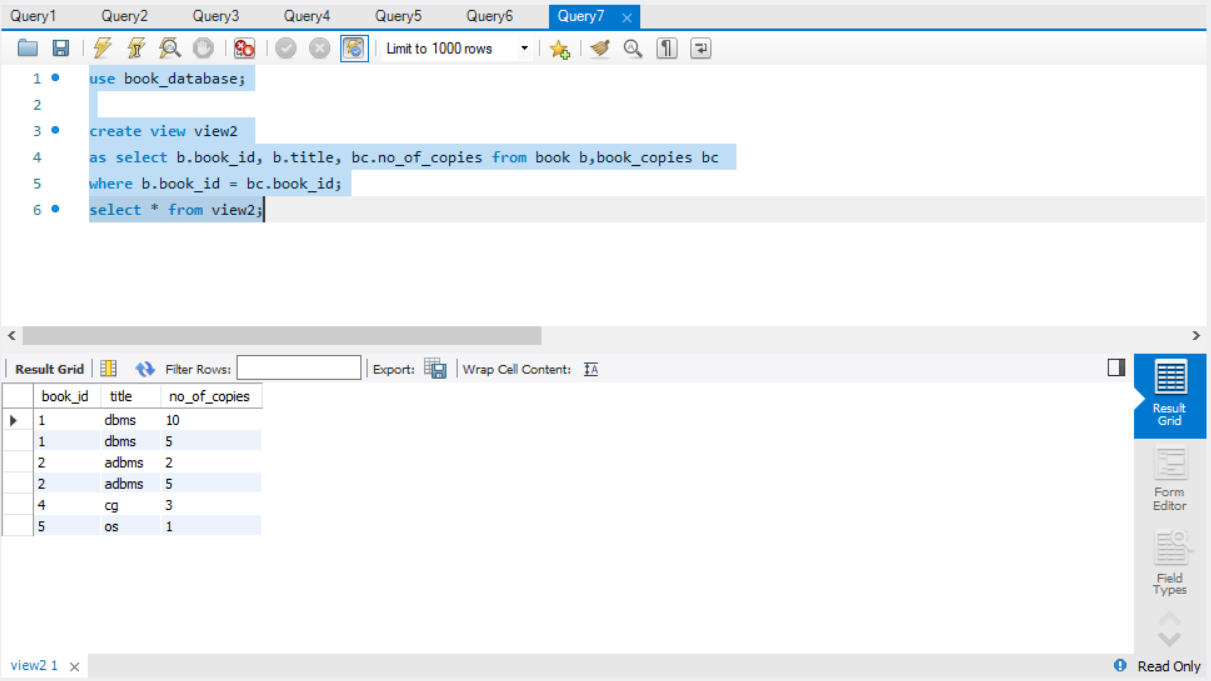 Query1 Query2 Query3 Query4 Query5 Query6 Query7
Limit to 1000 rows
1 use book_database;
2
3 create view view2
4 as select b.book_id, b.title, bc.no_of_copies from book b,book_copies bc
5 where b.book_id = bc.book_id;
6 select * from view2;
Result Grid Filter Rows: Export: Wrap Cell Content: IA
book_id title no_of_copies
1 dbms 10
1 dbms 5
2 adbms 2
2 adbms 5
4 cg 3
5 os 1
Result
Grid
Form
Editor
Field
Types
view2 1 Read Only